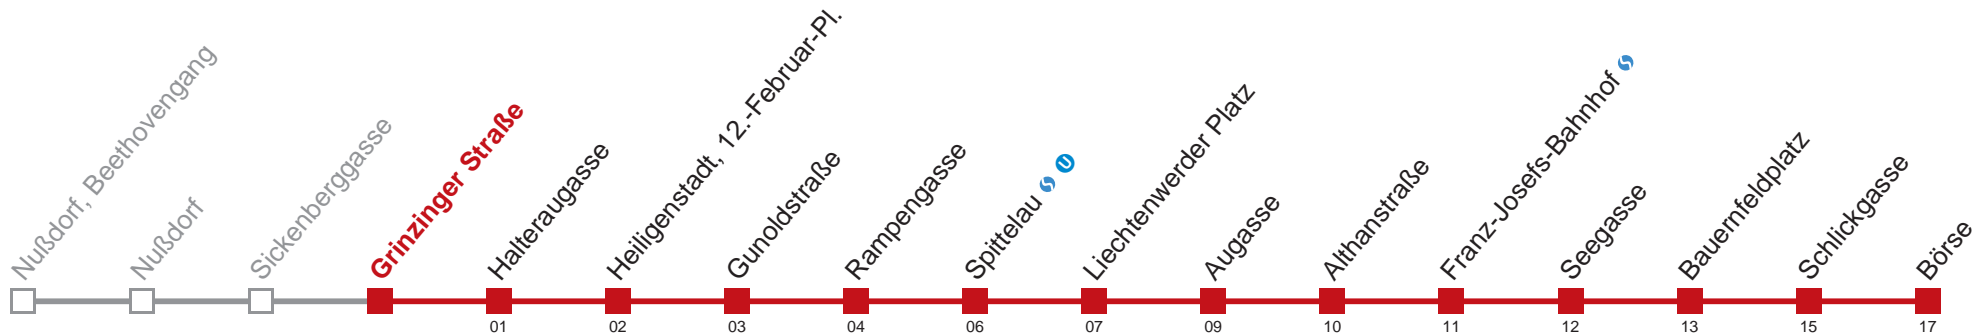 Nußdorf, Beethovengang
Nußdorf
Sickenberggasse
Grinzinger Straße
Halteraugasse
Heiligenstadt, 12.-Februar-Pl.
Gunoldstraße
Rampengasse
Spittelau S U
Liechtenwerder Platz
Augasse
Althanstraße
Franz-Josefs-Bahnhof S
Seegasse
Bauernfeldplatz
Schlickgasse
Börse
01 02 03 04 06 07 09 10 11 12 13 15 17